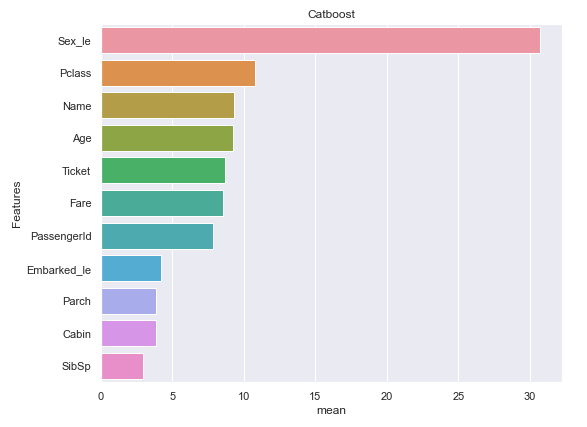 Catboost
Features
Sex_le
Pclass
Name
Age
Ticket
Fare
PassengerId
Embarked_le
Parch
Cabin
SibSp
0 5 10 15 20 25 30
mean